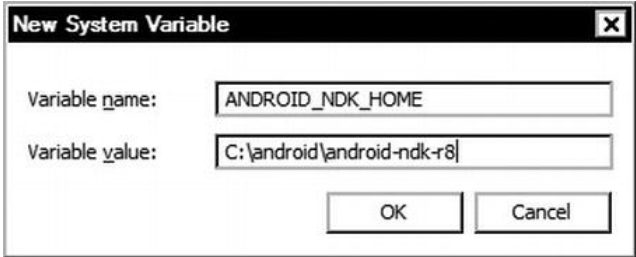 New System Variable
Variable name: ANDROID_NDK_HOME
Variable value: C:\android\android-ndk-r8
OK Cancel